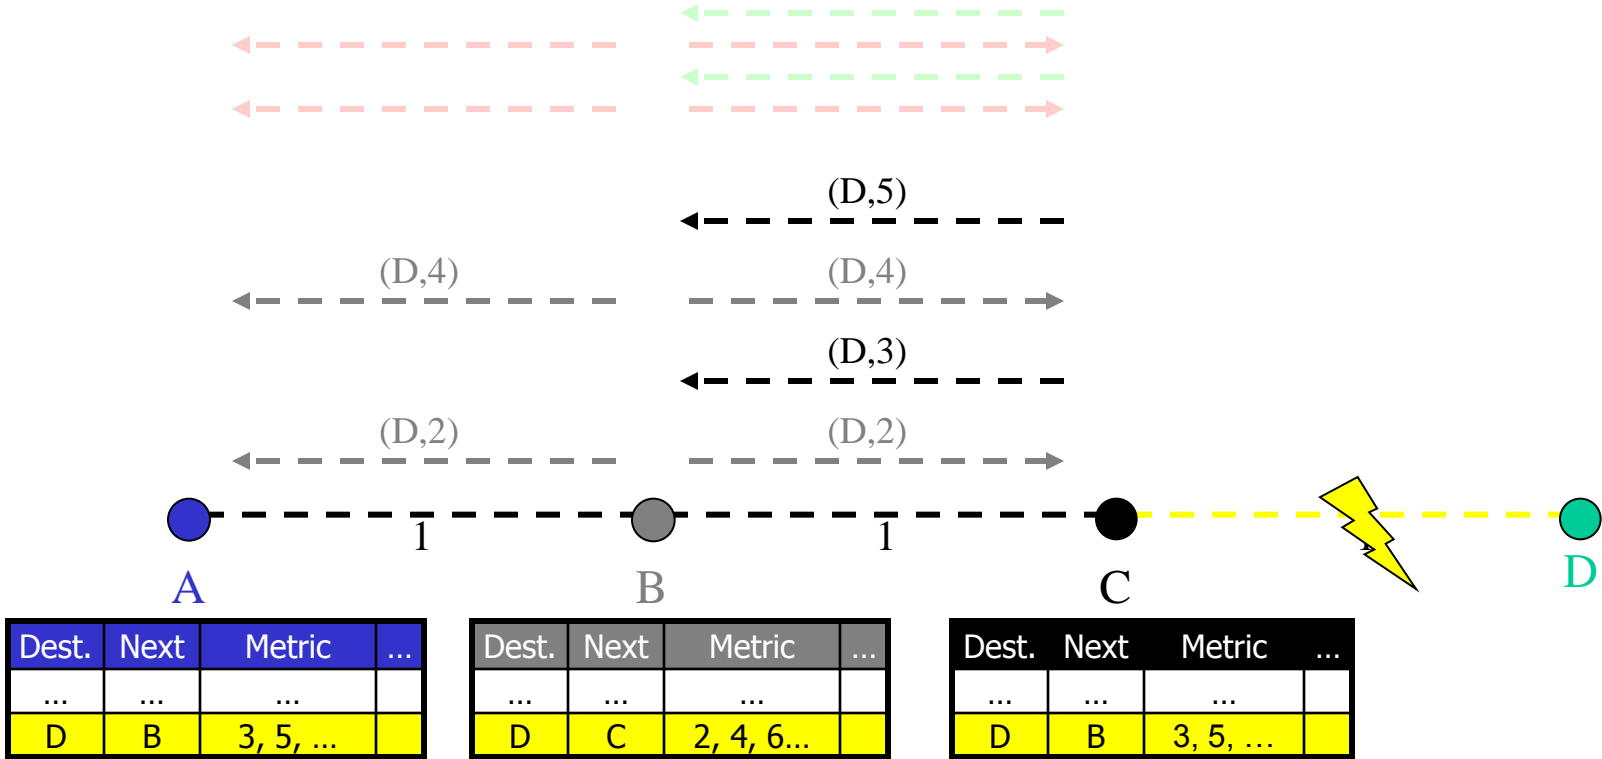 (D,5)
(D,4) (D,4)
(D,3)
(D,2) (D,2)
1 1
A B C D
Dest. Next Metric ...
... ... ...
D B 3, 5, ...
Dest. Next Metric ...
... ... ...
D C 2, 4, 6...
Dest. Next Metric ...
... ... ...
D B 3, 5, ...